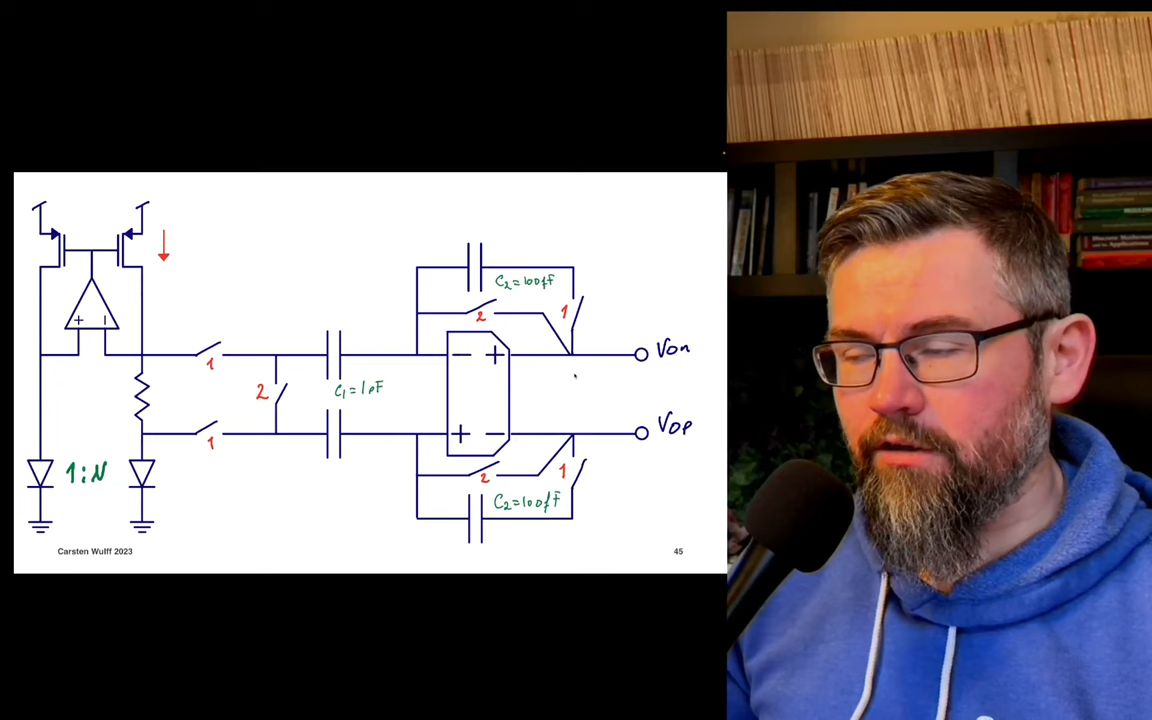 C2=100fF
2
1
+ −
1
− +
Von
2
C1=1pF
1
+ −
Vop
1:N
2
1
C2=100fF
Carsten Wulff 2023
45